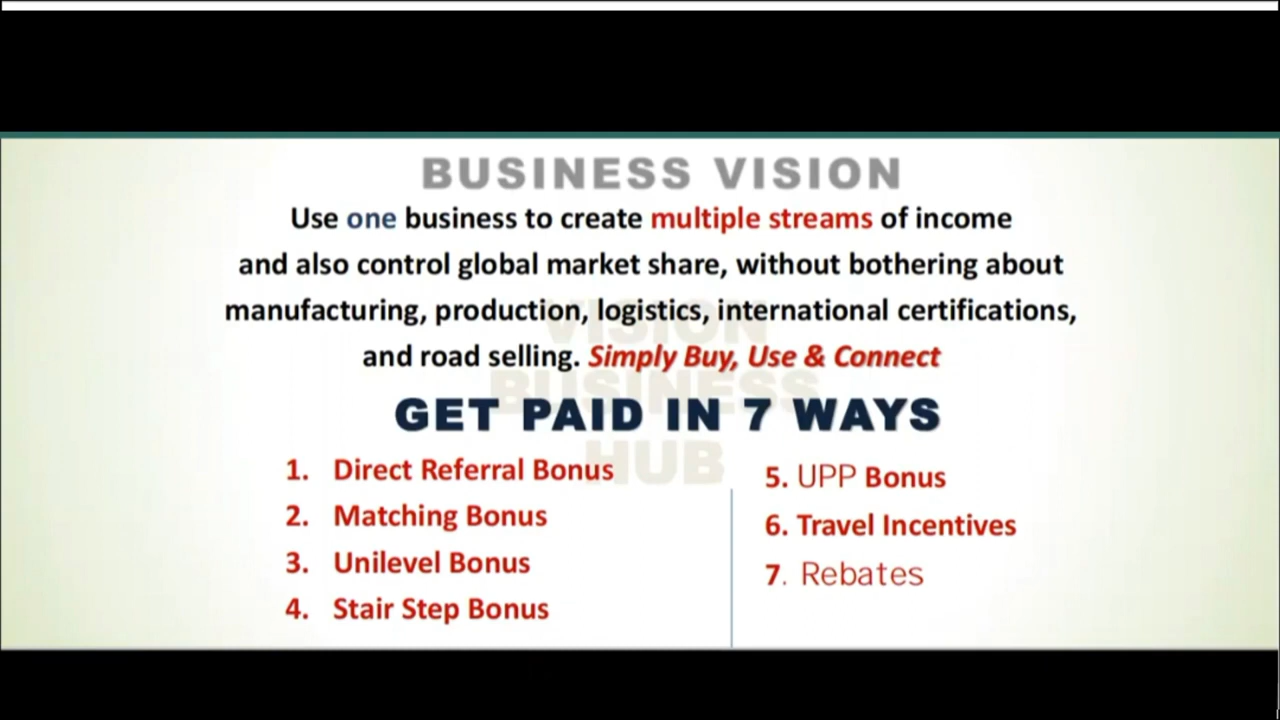 BUSINESS VISION
Use one business to create multiple streams of income
and also control global market share, without bothering about
manufacturing, production, logistics, international certifications,
and road selling. Simply Buy, Use & Connect
VISION
BUSINESS
HUB
GET PAID IN 7 WAYS
1. Direct Referral Bonus
2. Matching Bonus
3. Unilevel Bonus
4. Stair Step Bonus
5. UPP Bonus
6. Travel Incentives
7. Rebates